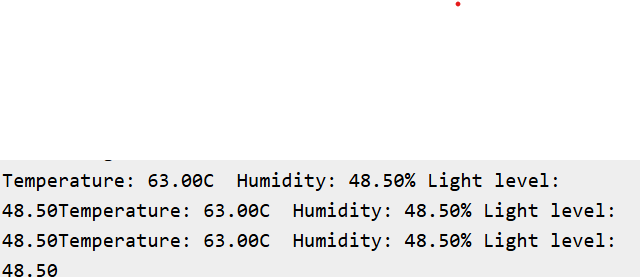 Temperature: 63.00C  Humidity: 48.50% Light level:
48.50Temperature: 63.00C  Humidity: 48.50% Light level:
48.50Temperature: 63.00C  Humidity: 48.50% Light level:
48.50